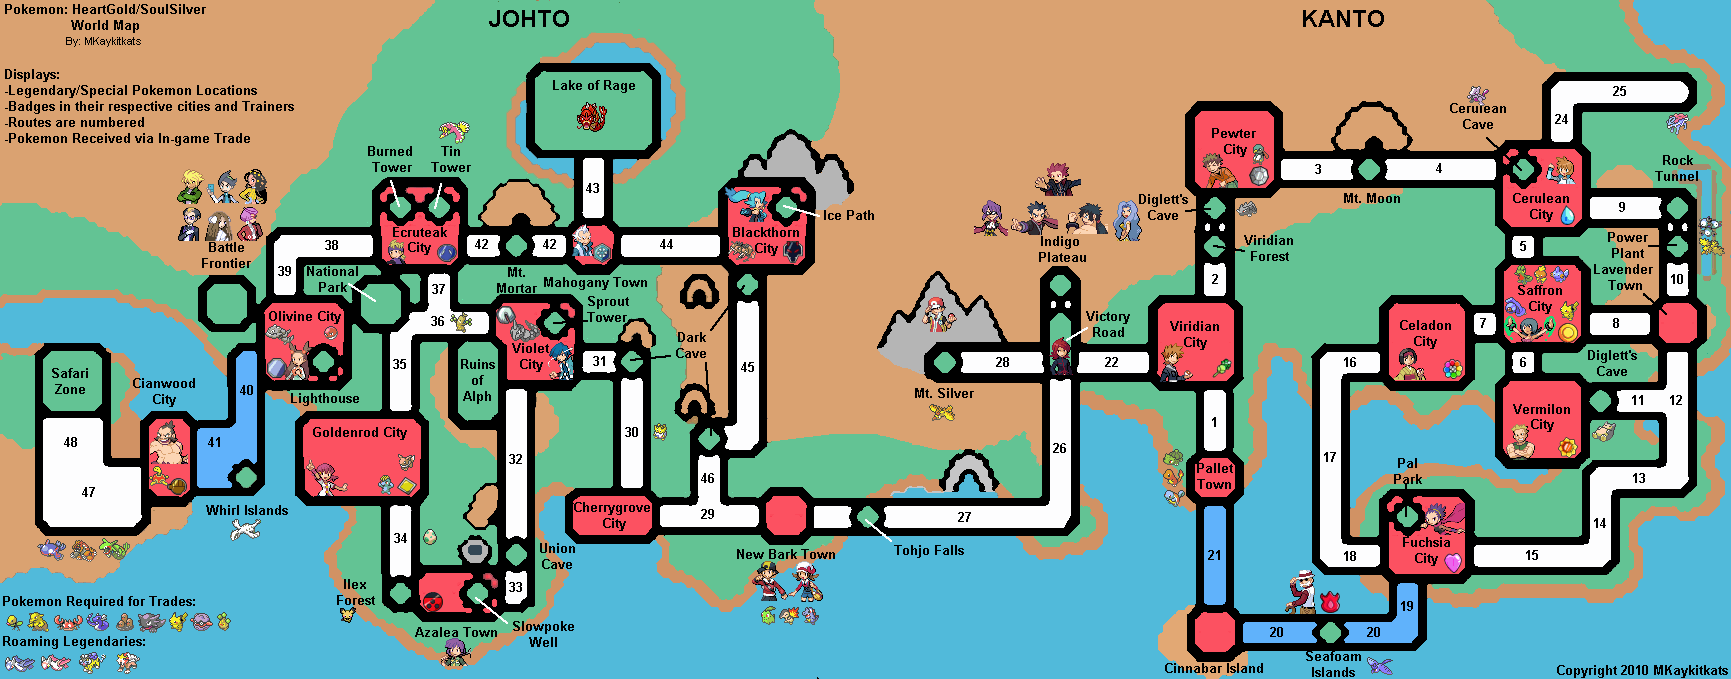 Pokemon: HeartGold/SoulSilver
World Map
By: MKaykitkats
JOHTO
KANTO
Displays:
-Legendary/Special Pokemon Locations
-Badges in their respective cities and Trainers
-Routes are numbered
-Pokemon Received via In-game Trade
Lake of Rage
43
Burned
Tower
Tin
Tower
Ecruteak
City
42
42
Mt.
Mortar
Mahogany Town
44
Blackthorn
City
Ice Path
Battle
Frontier
38
39
National
Park
37
36
35
Olivine City
Lighthouse
Sprout
Tower
Violet
City
31
Dark
Cave
45
Ruins
of
Alph
Safari
Zone
Cianwood
City
40
41
48
47
Whirl Islands
Goldenrod City
32
30
46
Cherrygrove
City
29
New Bark Town
27
Tohjo Falls
34
Union
Cave
33
Ilex
Forest
Azalea Town
Slowpoke
Well
Pokemon Required for Trades:
Roaming Legendaries:
Indigo
Plateau
Victory
Road
28
22
Mt. Silver
26
Pewter
City
3
4
Mt. Moon
Cerulean
Cave
25
24
Rock
Tunnel
Diglett's
Cave
Viridian
Forest
2
Cerulean
City
9
5
Power
Plant
Lavender
Town
10
Viridian
City
Saffron
City
Celadon
City
7
8
6
16
Diglett's
Cave
11
12
Vermilon
City
1
Pallet
Town
17
Pal
Park
13
14
Fuchsia
City
18
15
21
19
20
20
Cinnabar Island
Seafoam
Islands
Copyright 2010 MKaykitkats